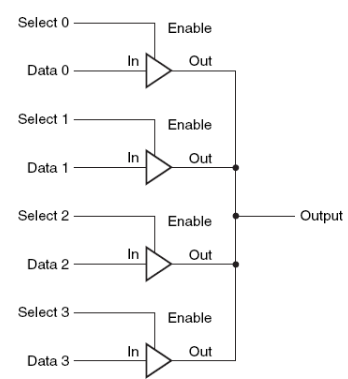 Select 0
Enable
Data 0
In
Out
Select 1
Enable
Data 1
In
Out
Output
Select 2
Enable
Data 2
In
Out
Select 3
Enable
Data 3
In
Out